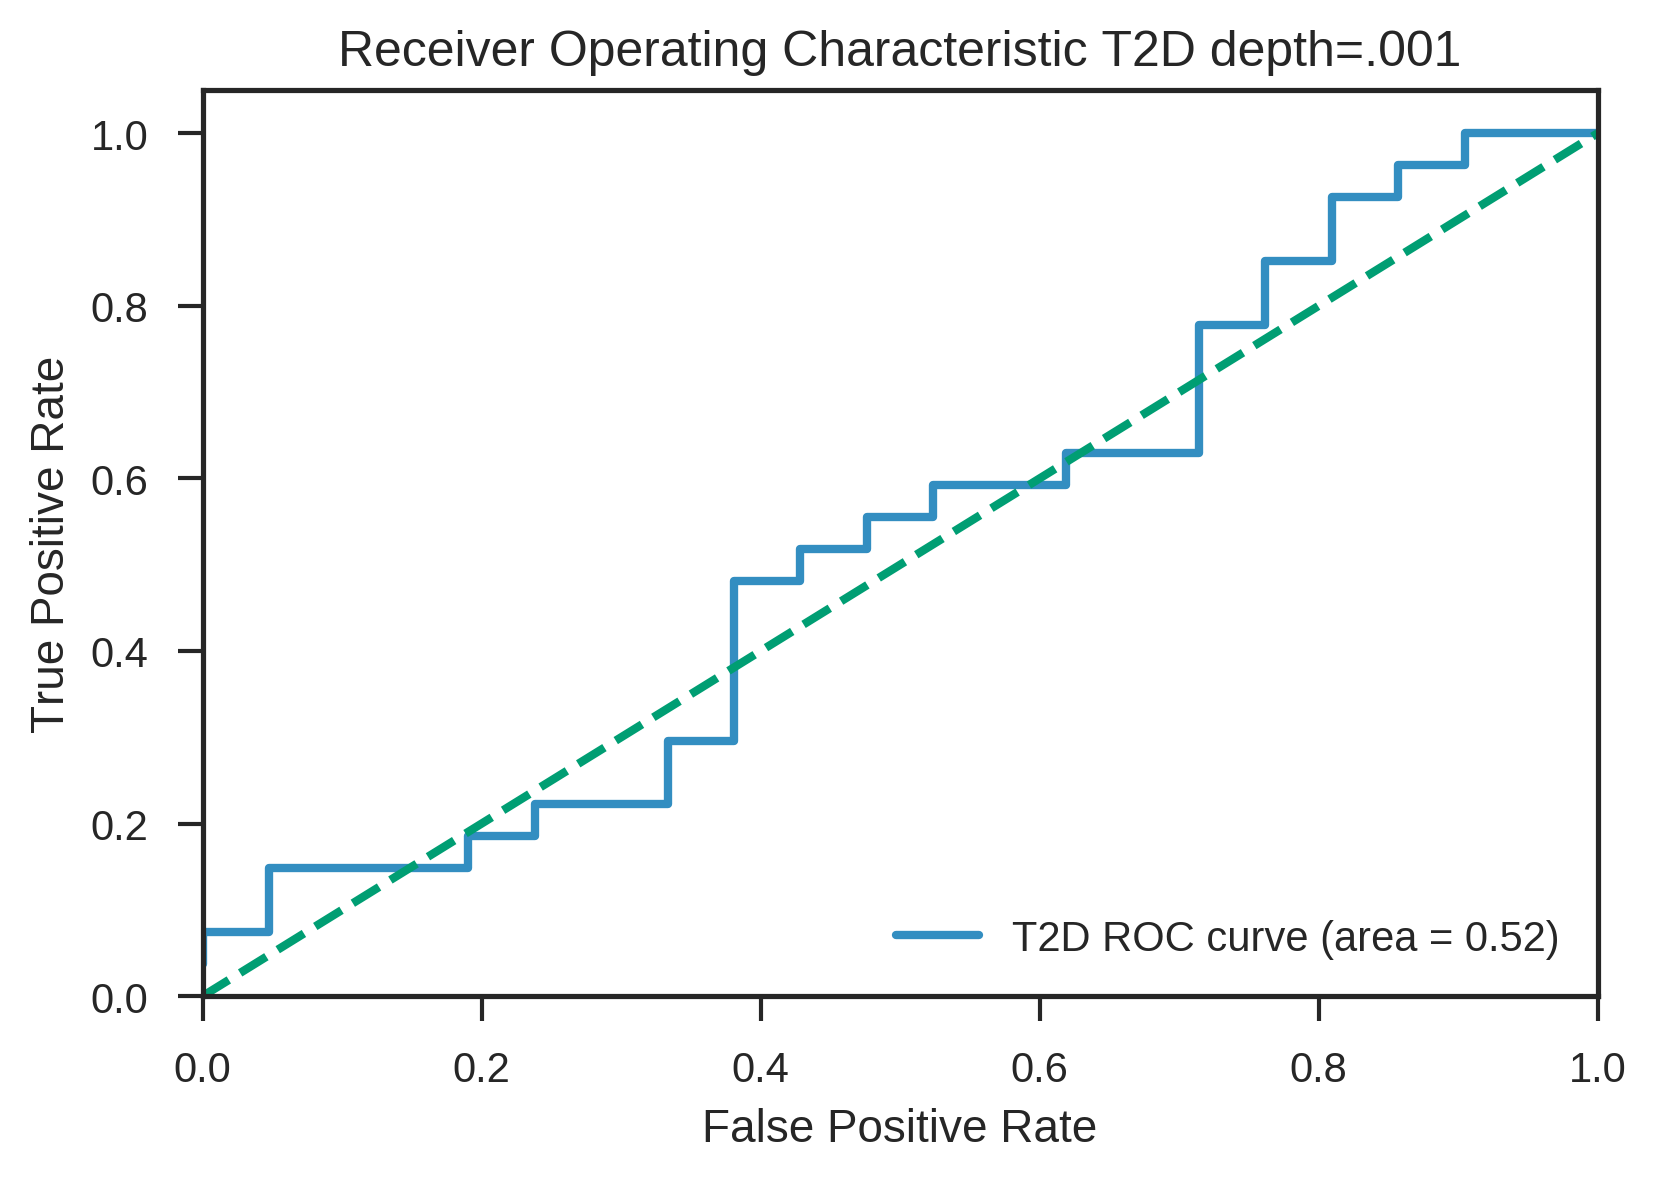 Receiver Operating Characteristic T2D depth=.001
1.0
0.8
0.6
0.4
0.2
0.0
True Positive Rate
T2D ROC curve (area = 0.52)
0.0 0.2 0.4 0.6 0.8 1.0
False Positive Rate